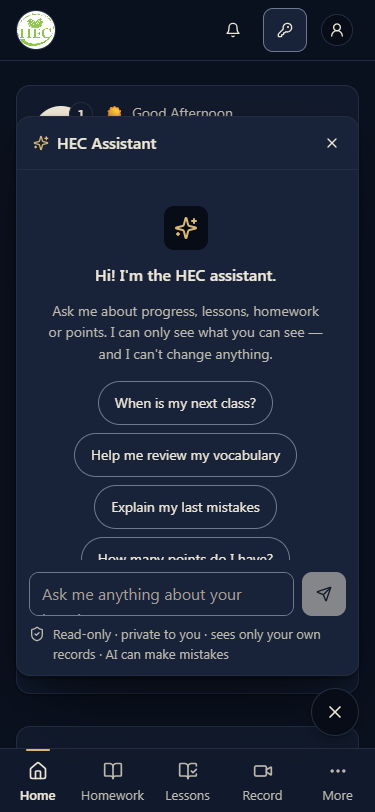 HEC
1
Good Afternoon
HEC Assistant
Hi! I'm the HEC assistant.
Ask me about progress, lessons, homework
or points. I can only see what you can see —
and I can't change anything.
When is my next class?
Help me review my vocabulary
Explain my last mistakes
How many points do I have?
Ask me anything about your
Read-only · private to you · sees only your own
records · AI can make mistakes
Home
Homework
Lessons
Record
More